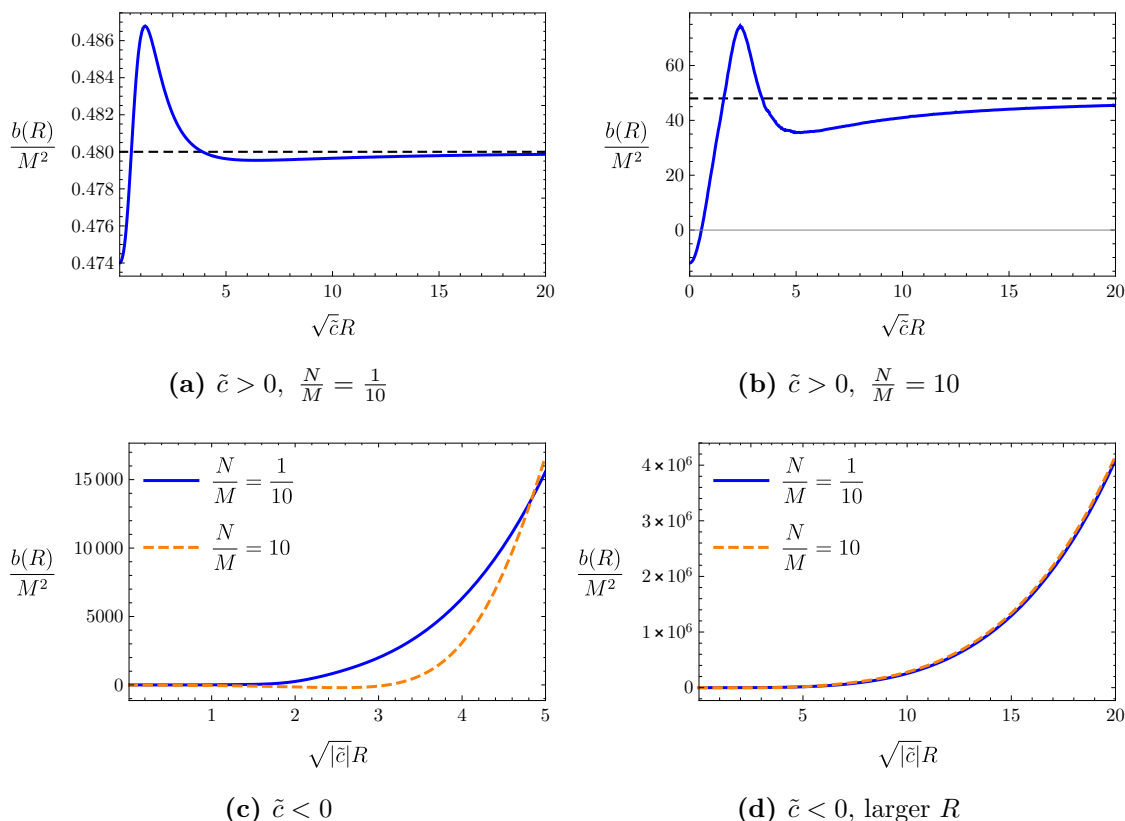 0.486
0.484
0.482
0.480
0.478
0.476
0.474
b(R)/M²
5 10 15 20
√c̃R
(a) c̃ > 0, N/M = 1/10
60
40
20
0
b(R)/M²
0 5 10 15 20
√c̃R
(b) c̃ > 0, N/M = 10
15 000
10 000
5000
0
b(R)/M²
N/M = 1/10
N/M = 10
1 2 3 4 5
√|c̃|R
(c) c̃ < 0
4 × 10⁶
3 × 10⁶
2 × 10⁶
1 × 10⁶
0
b(R)/M²
N/M = 1/10
N/M = 10
5 10 15 20
√|c̃|R
(d) c̃ < 0, larger R